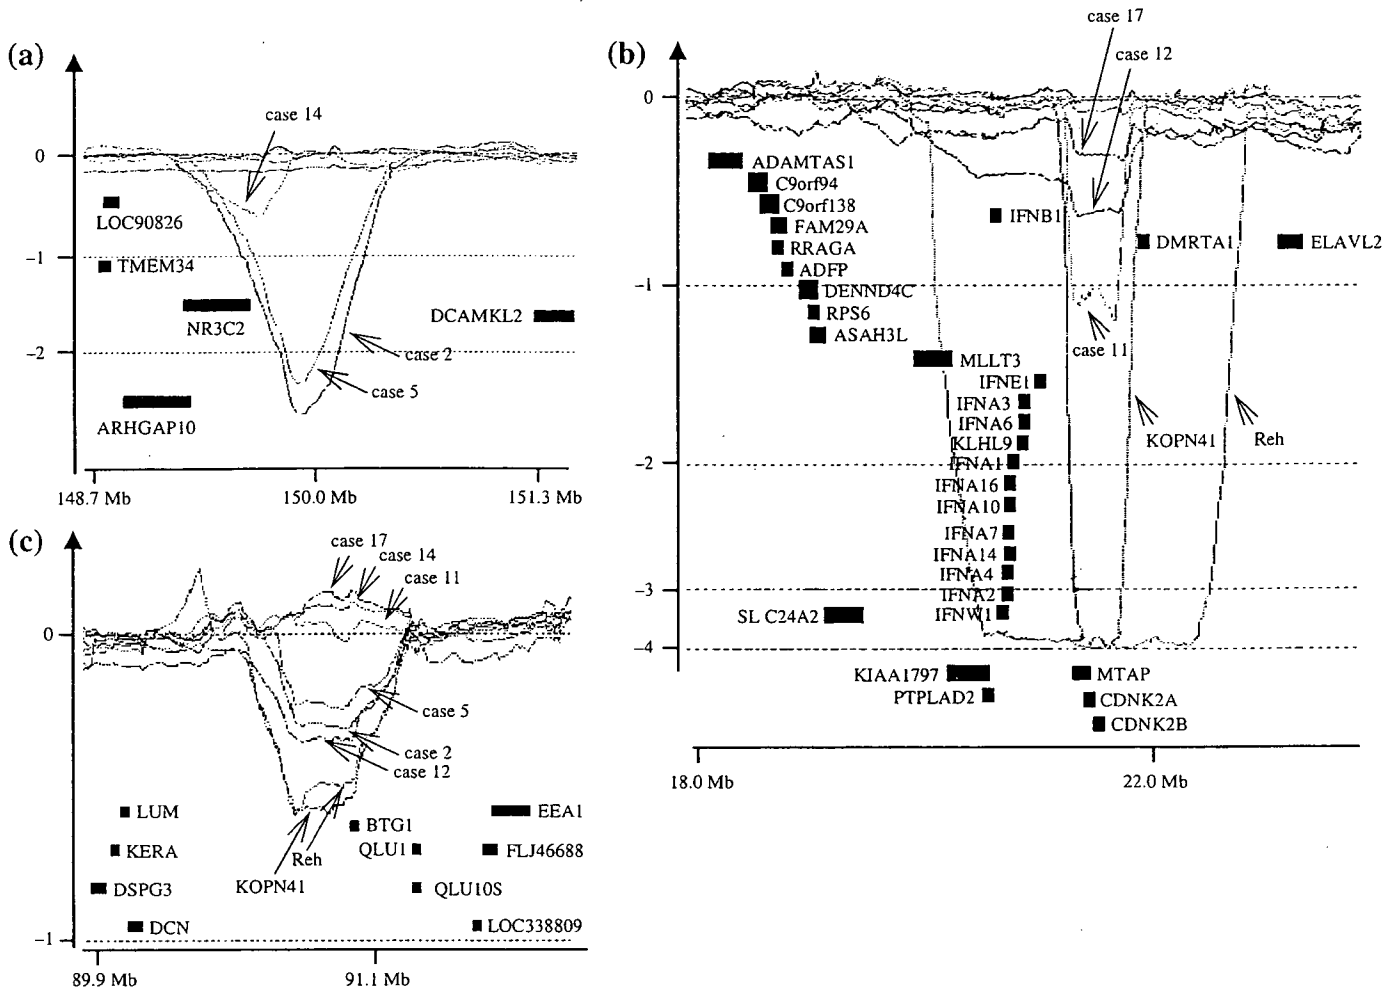 (a)
case 14
0
LOC90826
-1
TMEM34
NR3C2
DCAMKL2
case 2
-2
case 5
ARHGAP10
148.7 Mb
150.0 Mb
151.3 Mb
(b)
case 17
case 12
0
ADAMTAS1
C9orf94
C9orf138
IFNB1
FAM29A
RRAGA
DMRTA1
ELAVL2
ADFP
-1
DENND4C
RPS6
ASAH3L
case 11
MLLT3
IFNE1
IFNA3
IFNA6
KLHL9
KOPN41
Reh
IFNA1
-2
IFNA16
IFNA10
IFNA7
IFNA14
IFNA4
-3
IFNA2
IFNW1
SL C24A2
-4
KIAA1797
MTAP
PTPLAD2
CDNK2A
CDNK2B
18.0 Mb
22.0 Mb
(c)
case 17
case 14
case 11
0
case 5
case 2
case 12
LUM
EEA1
BTG1
KERA
QLU1
FLJ46688
Reh
DSPG3
KOPN41
QLU10S
DCN
LOC338809
-1
89.9 Mb
91.1 Mb